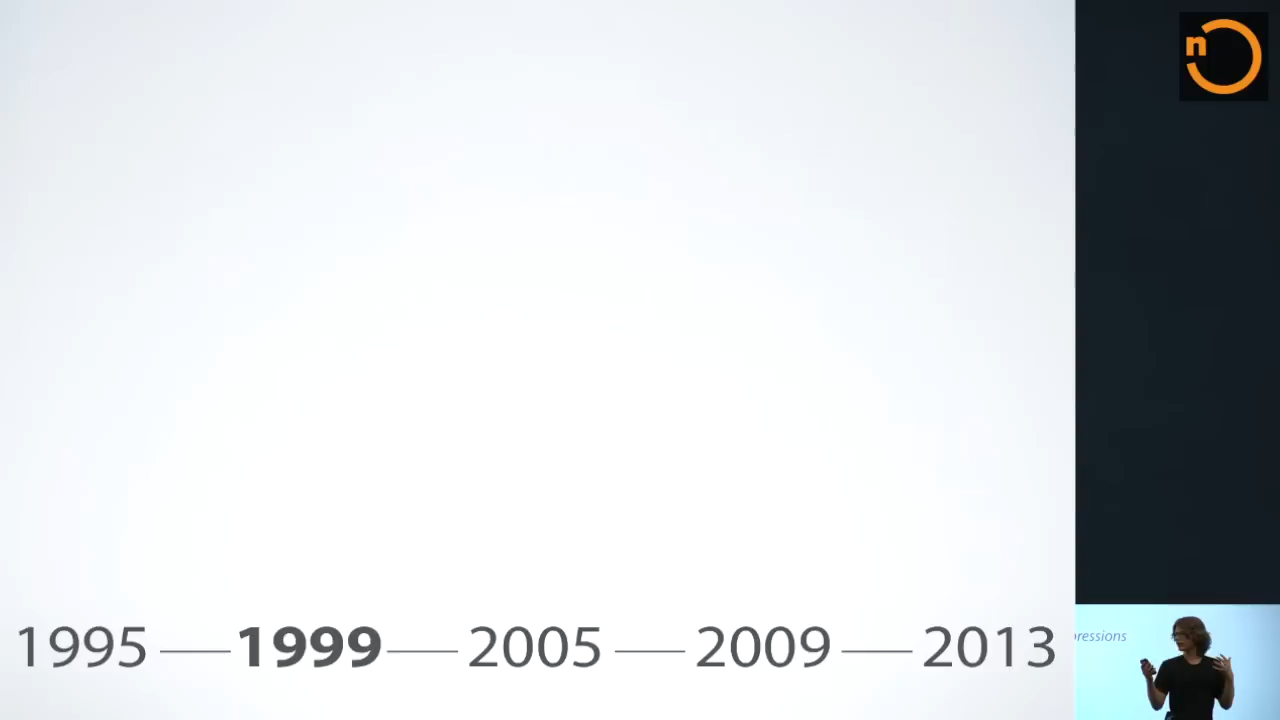 n
1995 — 1999 — 2005 — 2009 — 2013
pressions